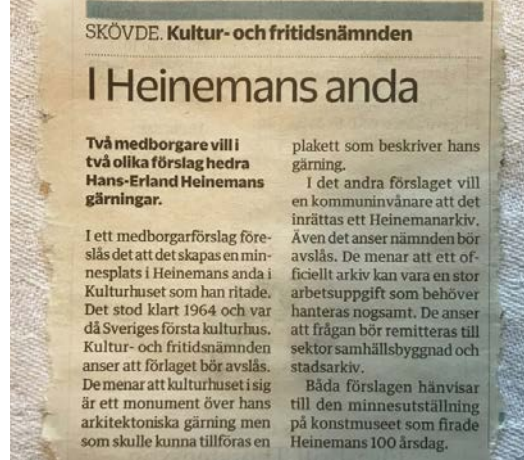 SKÖVDE. Kultur- och fritidsnämnden
I Heinemans anda
Två medborgare vill i
två olika förslag hedra
Hans-Erland Heinemans
gärningar.
I ett medborgarförslag före-
slås det att det skapas en min-
nesplats i Heinemans anda i
Kulturhuset som han ritade.
Det stod klart 1964 och var
då Sveriges första kulturhus.
Kultur- och fritidsnämnden
anser att förlaget bör avslås.
De menar att kulturhuset i sig
är ett monument över hans
arkitektoniska gärning men
som skulle kunna tillföras en
plakett som beskriver hans
gärning.
I det andra förslaget vill
en kommuninvånare att det
inrättas ett Heinemanarkiv.
Även det anser nämnden bör
avslås. De menar att ett of-
ficiellt arkiv kan vara en stor
arbetsuppgift som behöver
hanteras nogsamt. De anser
att frågan bör remitteras till
sektor samhällsbyggnad och
stadsarkiv.
Båda förslagen hänvisar
till den minnesutställning
på konstmuseet som firade
Heinemans 100 årsdag.